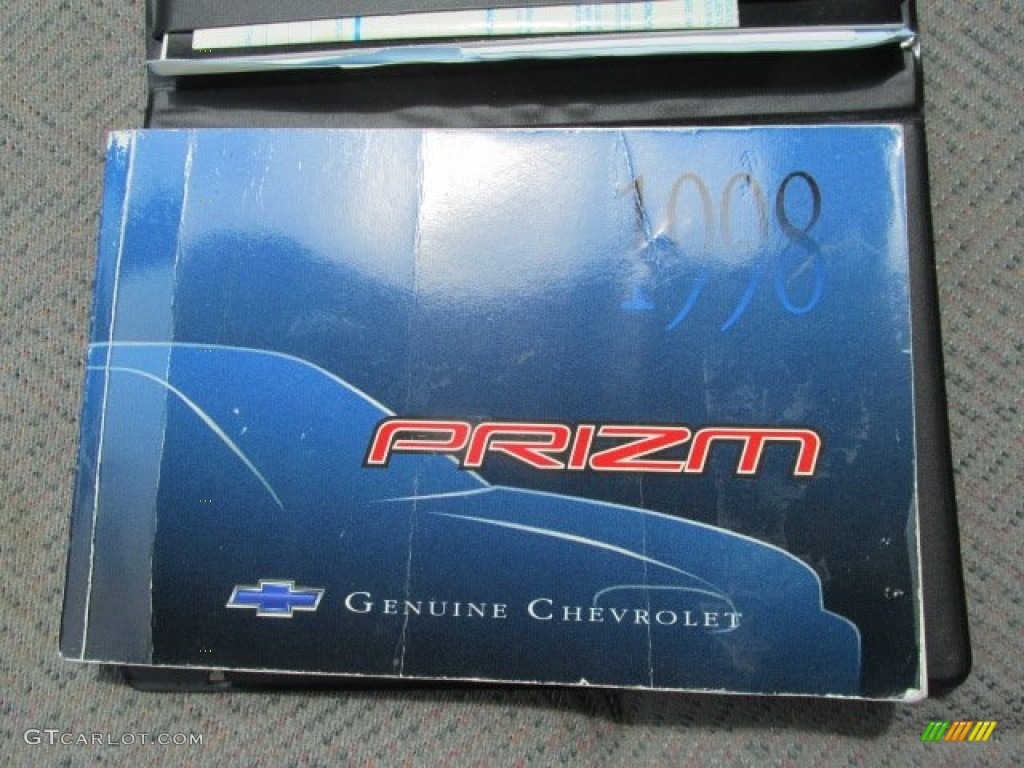 1998
PRIZM
GENUINE CHEVROLET
GTCARLOT.COM